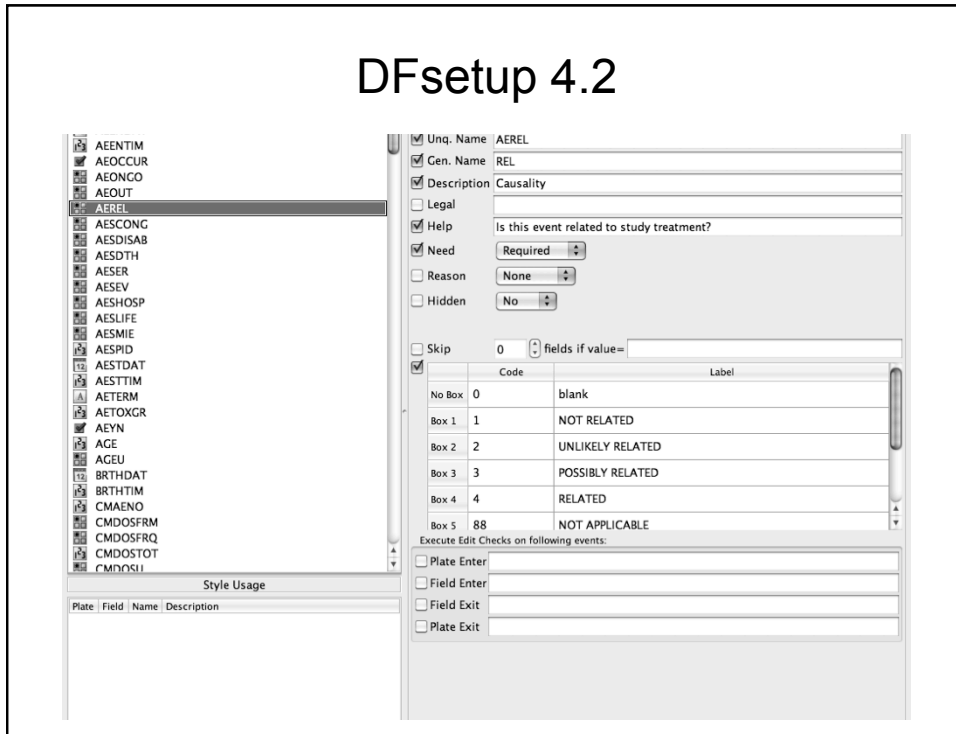 DFsetup 4.2
AEENTIM
AEOCCUR
AEONGO
AEOUT
AEREL
AESCONG
AESDISAB
AESDTH
AESER
AESEV
AESHOSP
AESLIFE
AESMIE
AESPID
AESTDAT
AESTTIM
AETERM
AETOXGR
AEYN
AGE
AGEU
BRTHDAT
BRTHTIM
CMAENO
CMDOSFRM
CMDOSFRQ
CMDOSTOT
CMDOSU
Style Usage
Plate Field Name Description
Unq. Name AEREL
Gen. Name REL
Description Causality
Legal
Help Is this event related to study treatment?
Need Required
Reason None
Hidden No
Skip 0 fields if value=
Code Label
No Box 0 blank
Box 1 1 NOT RELATED
Box 2 2 UNLIKELY RELATED
Box 3 3 POSSIBLY RELATED
Box 4 4 RELATED
Box 5 88 NOT APPLICABLE
Execute Edit Checks on following events:
Plate Enter
Field Enter
Field Exit
Plate Exit